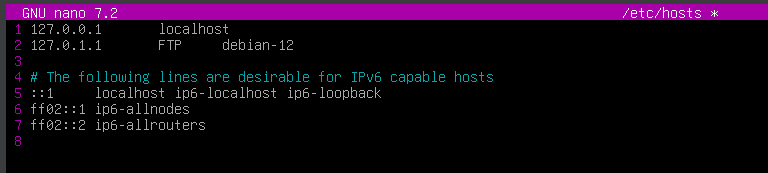 GNU nano 7.2 /etc/hosts *
1 127.0.0.1 localhost
2 127.0.1.1 FTP debian-12
3
4 # The following lines are desirable for IPv6 capable hosts
5 ::1 localhost ip6-localhost ip6-loopback
6 ff02::1 ip6-allnodes
7 ff02::2 ip6-allrouters
8